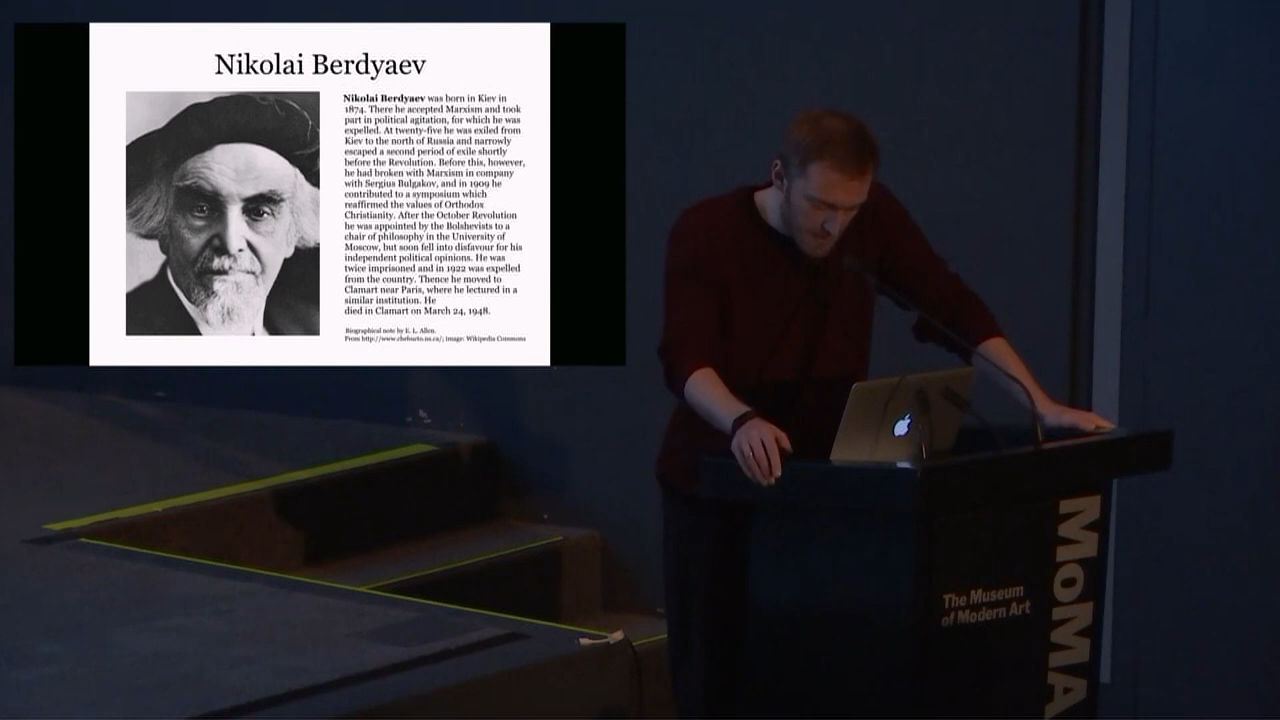 Nikolai Berdyaev
Nikolai Berdyaev was born in Kiev in
1874. There he accepted Marxism and took
part in political agitation, for which he was
expelled. At twenty-five he was exiled from
Kiev to the north of Russia and narrowly
escaped a second period of exile shortly
before the Revolution. Before this, however,
he had broken with Marxism in company
with Sergius Bulgakov, and in 1909 he
contributed to a symposium which
reaffirmed the values of Orthodox
Christianity. After the October Revolution
he was appointed by the Bolshevists to a
chair of philosophy in the University of
Moscow, but soon fell into disfavour for his
independent political opinions. He was
twice imprisoned and in 1922 was expelled
from the country. Thence he moved to
Clamart near Paris, where he lectured in a
similar institution. He
died in Clamart on March 24, 1948.
Biographical note by E. L. Allen.
From http://www.chebucto.ns.ca/; image: Wikipedia Commons
The Museum
of Modern Art
MoMA